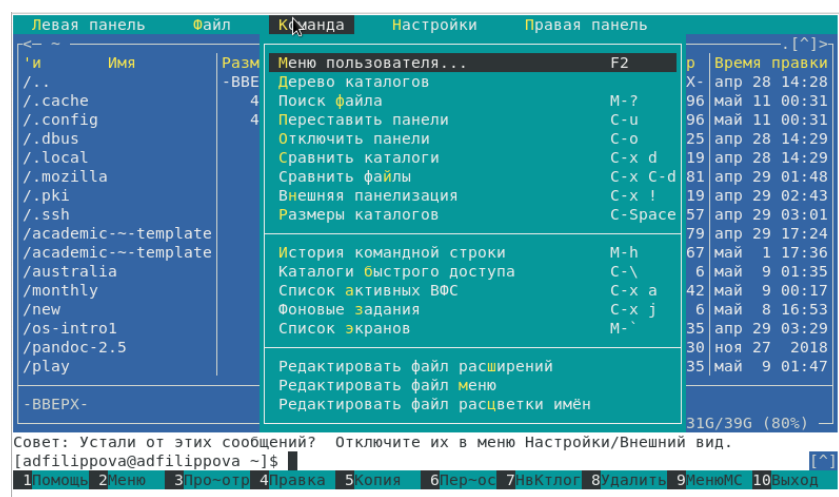 Левая панель Файл Команда Настройки Правая панель
<— ~ .[^]>
'и Имя Разм р Время правки
Меню пользователя... F2
/.. -ВВЕ Дерево каталогов X- апр 28 14:28
/.cache 4 Поиск файла M-? 96 май 11 00:31
/.config 4 Переставить панели C-u 96 май 11 00:31
/.dbus Отключить панели C-o 25 апр 28 14:29
/.local Сравнить каталоги C-x d 19 апр 28 14:29
/.mozilla Сравнить файлы C-x C-d 81 апр 29 01:48
/.pki Внешняя панелизация C-x ! 19 апр 29 02:43
/.ssh Размеры каталогов C-Space 57 апр 29 03:01
/academic-~-template 79 апр 29 17:24
/academic-~-template История командной строки M-h 67 май 1 17:36
/australia Каталоги быстрого доступа C-\ 6 май 9 01:35
/monthly Список активных ВФС C-x a 42 май 9 00:17
/new Фоновые задания C-x j 6 май 8 16:53
/os-intro1 Список экранов M-` 35 апр 29 03:29
/pandoc-2.5 30 ноя 27 2018
/play Редактировать файл расширений 35 май 9 01:47
Редактировать файл меню
-ВВЕРХ- Редактировать файл расцветки имён
31G/39G (80%)
Совет: Устали от этих сообщений? Отключите их в меню Настройки/Внешний вид.
[adfilippova@adfilippova ~]$ [^]
1Помощь 2Меню 3Про~отр 4Правка 5Копия 6Пер~ос 7НвКтлог 8Удалить 9МенюМС 10Выход